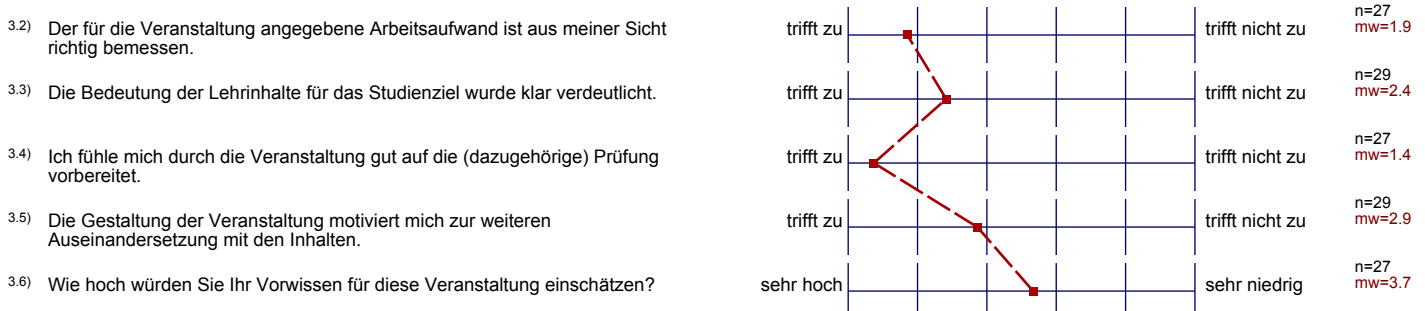 3.2) Der für die Veranstaltung angegebene Arbeitsaufwand ist aus meiner Sicht richtig bemessen. trifft zu trifft nicht zu n=27 mw=1.9
3.3) Die Bedeutung der Lehrinhalte für das Studienziel wurde klar verdeutlicht. trifft zu trifft nicht zu n=29 mw=2.4
3.4) Ich fühle mich durch die Veranstaltung gut auf die (dazugehörige) Prüfung vorbereitet. trifft zu trifft nicht zu n=27 mw=1.4
3.5) Die Gestaltung der Veranstaltung motiviert mich zur weiteren Auseinandersetzung mit den Inhalten. trifft zu trifft nicht zu n=29 mw=2.9
3.6) Wie hoch würden Sie Ihr Vorwissen für diese Veranstaltung einschätzen? sehr hoch sehr niedrig n=27 mw=3.7